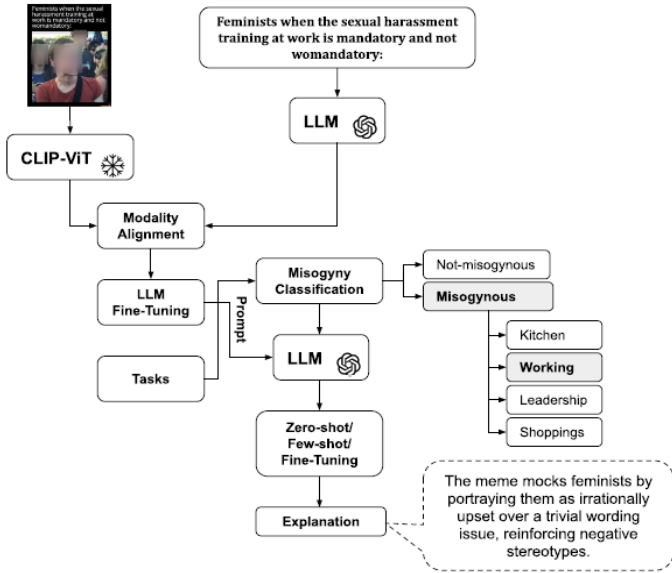 Feminists when the sexual
harassment training at work
is mandatory and not
womandatory:
Feminists when the sexual harassment
training at work is mandatory and not
womandatory:
LLM
CLIP-ViT
Modality
Alignment
LLM
Fine-Tuning
Tasks
Prompt
Misogyny
Classification
Not-misogynous
Misogynous
Kitchen
Working
Leadership
Shoppings
LLM
Zero-shot/
Few-shot/
Fine-Tuning
Explanation
The meme mocks feminists by
portraying them as irrationally
upset over a trivial wording
issue, reinforcing negative
stereotypes.